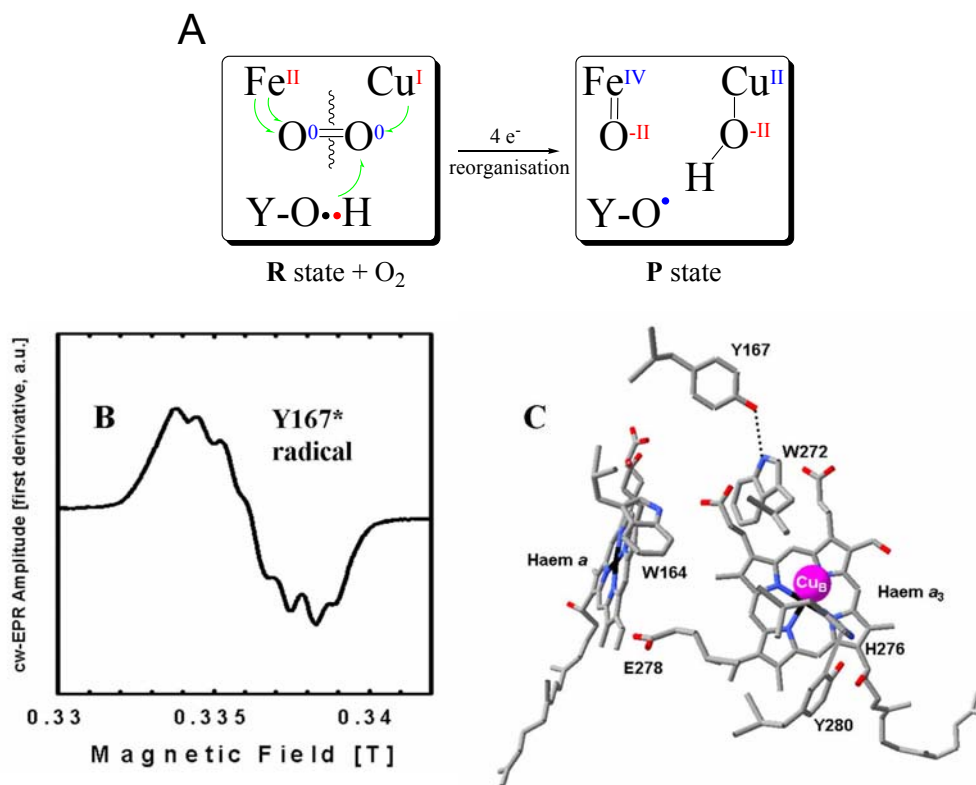 A
Fe^II Cu^I
O^0=O^0
Y-O••H
R state + O₂
4 e⁻
reorganisation
Fe^IV Cu^II
O^-II O^-II
H
Y-O•
P state
B
Y167*
radical
cw-EPR Amplitude [first derivative, a.u.]
0.33 0.335 0.34
Magnetic Field [T]
C
Y167
W272
Haem a
W164
Cu_B
Haem a₃
E278
H276
Y280